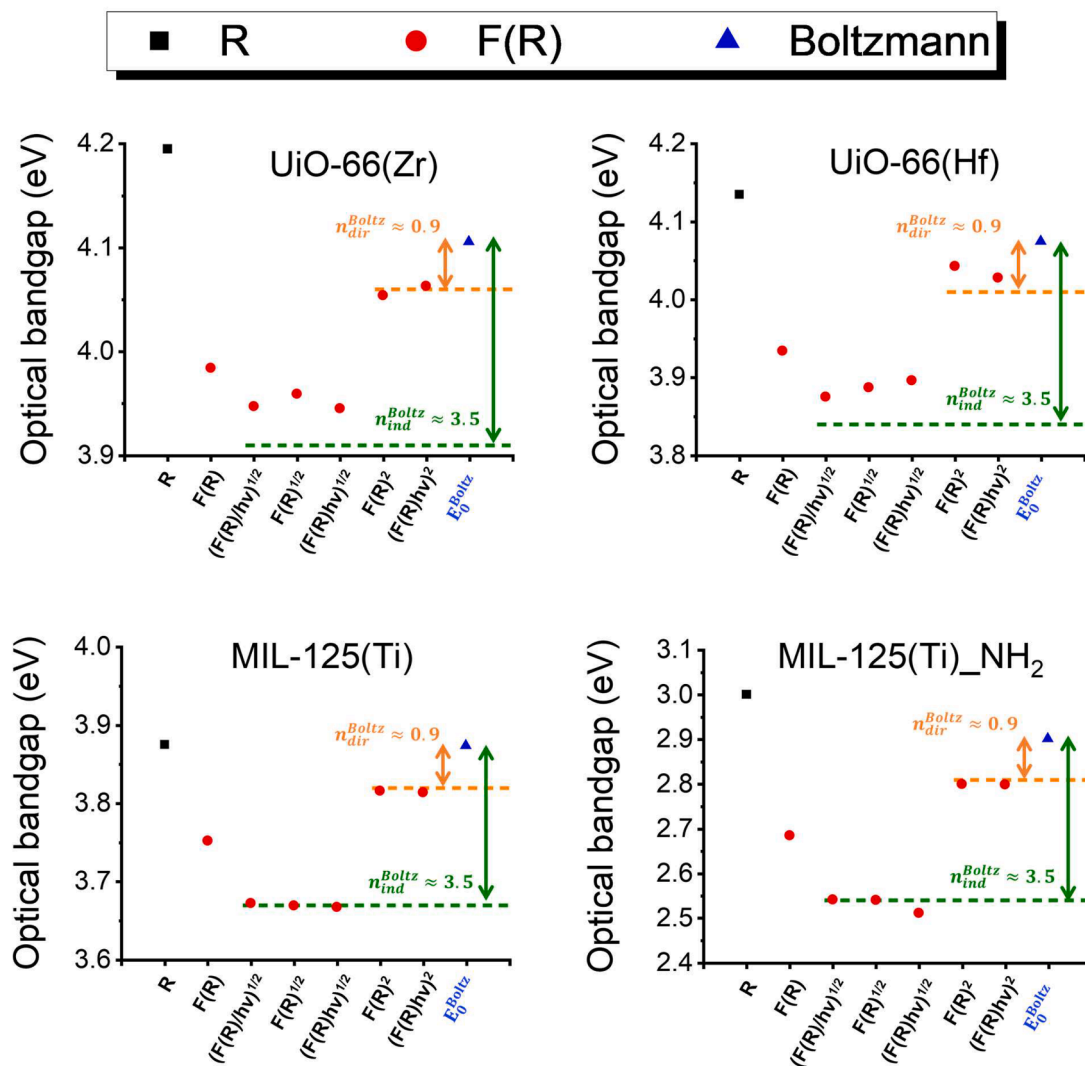 R F(R) Boltzmann
Optical bandgap (eV)
4.2
4.1
4.0
3.9
UiO-66(Zr)
n_dir^Boltz ≈ 0.9
n_ind^Boltz ≈ 3.5
R
F(R)
(F(R)/hν)^1/2
F(R)^1/2
(F(R)hν)^1/2
F(R)^2
(F(R)hν)^2
E_0^Boltz
Optical bandgap (eV)
4.2
4.1
4.0
3.9
3.8
UiO-66(Hf)
n_dir^Boltz ≈ 0.9
n_ind^Boltz ≈ 3.5
R
F(R)
(F(R)/hν)^1/2
F(R)^1/2
(F(R)hν)^1/2
F(R)^2
(F(R)hν)^2
E_0^Boltz
Optical bandgap (eV)
4.0
3.9
3.8
3.7
3.6
MIL-125(Ti)
n_dir^Boltz ≈ 0.9
n_ind^Boltz ≈ 3.5
R
F(R)
(F(R)/hν)^1/2
F(R)^1/2
(F(R)hν)^1/2
F(R)^2
(F(R)hν)^2
E_0^Boltz
Optical bandgap (eV)
3.1
3.0
2.9
2.8
2.7
2.6
2.5
2.4
MIL-125(Ti)_NH₂
n_dir^Boltz ≈ 0.9
n_ind^Boltz ≈ 3.5
R
F(R)
(F(R)/hν)^1/2
F(R)^1/2
(F(R)hν)^1/2
F(R)^2
(F(R)hν)^2
E_0^Boltz